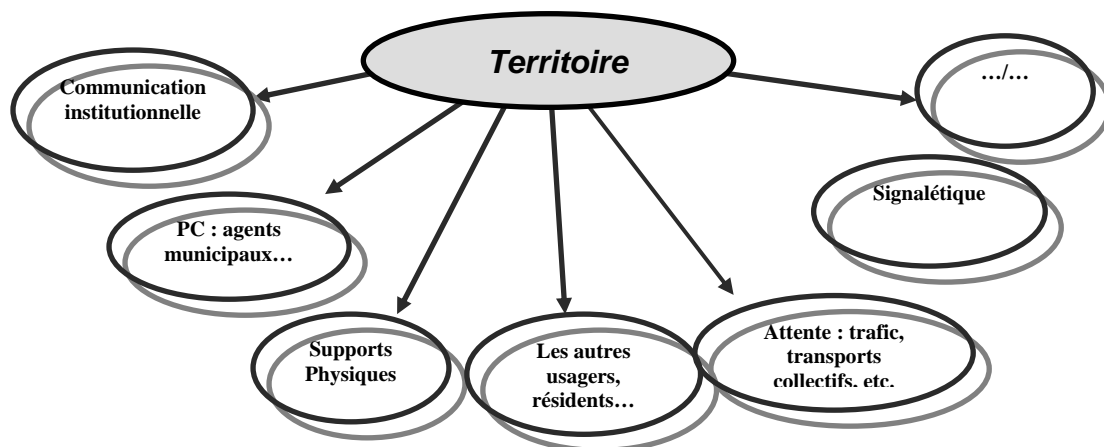 Territoire
Communication
institutionnelle
…/…
Signalétique
PC : agents
municipaux…
Supports
Physiques
Les autres
usagers,
résidents…
Attente : trafic,
transports
collectifs, etc.